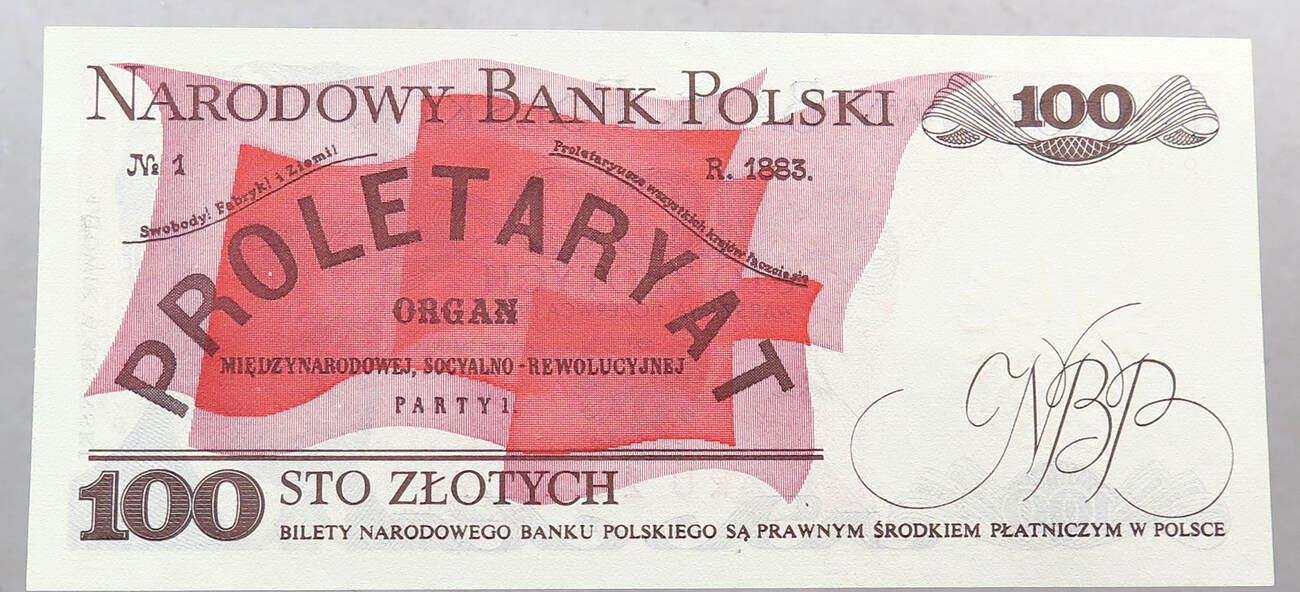 NARODOWY BANK POLSKI
100
№ 1
R. 1883.
Swobody! Fabryk! i Ziemi!
Proletaryusze wszystkich krajów łączcie się
PROLETARYAT
ORGAN
MIĘDZYNARODOWEJ, SOCYALNO-REWOLUCYJNEJ
PARTYI.
NBP
100 STO ZŁOTYCH
BILETY NARODOWEGO BANKU POLSKIEGO SĄ PRAWNYM ŚRODKIEM PŁATNICZYM W POLSCE